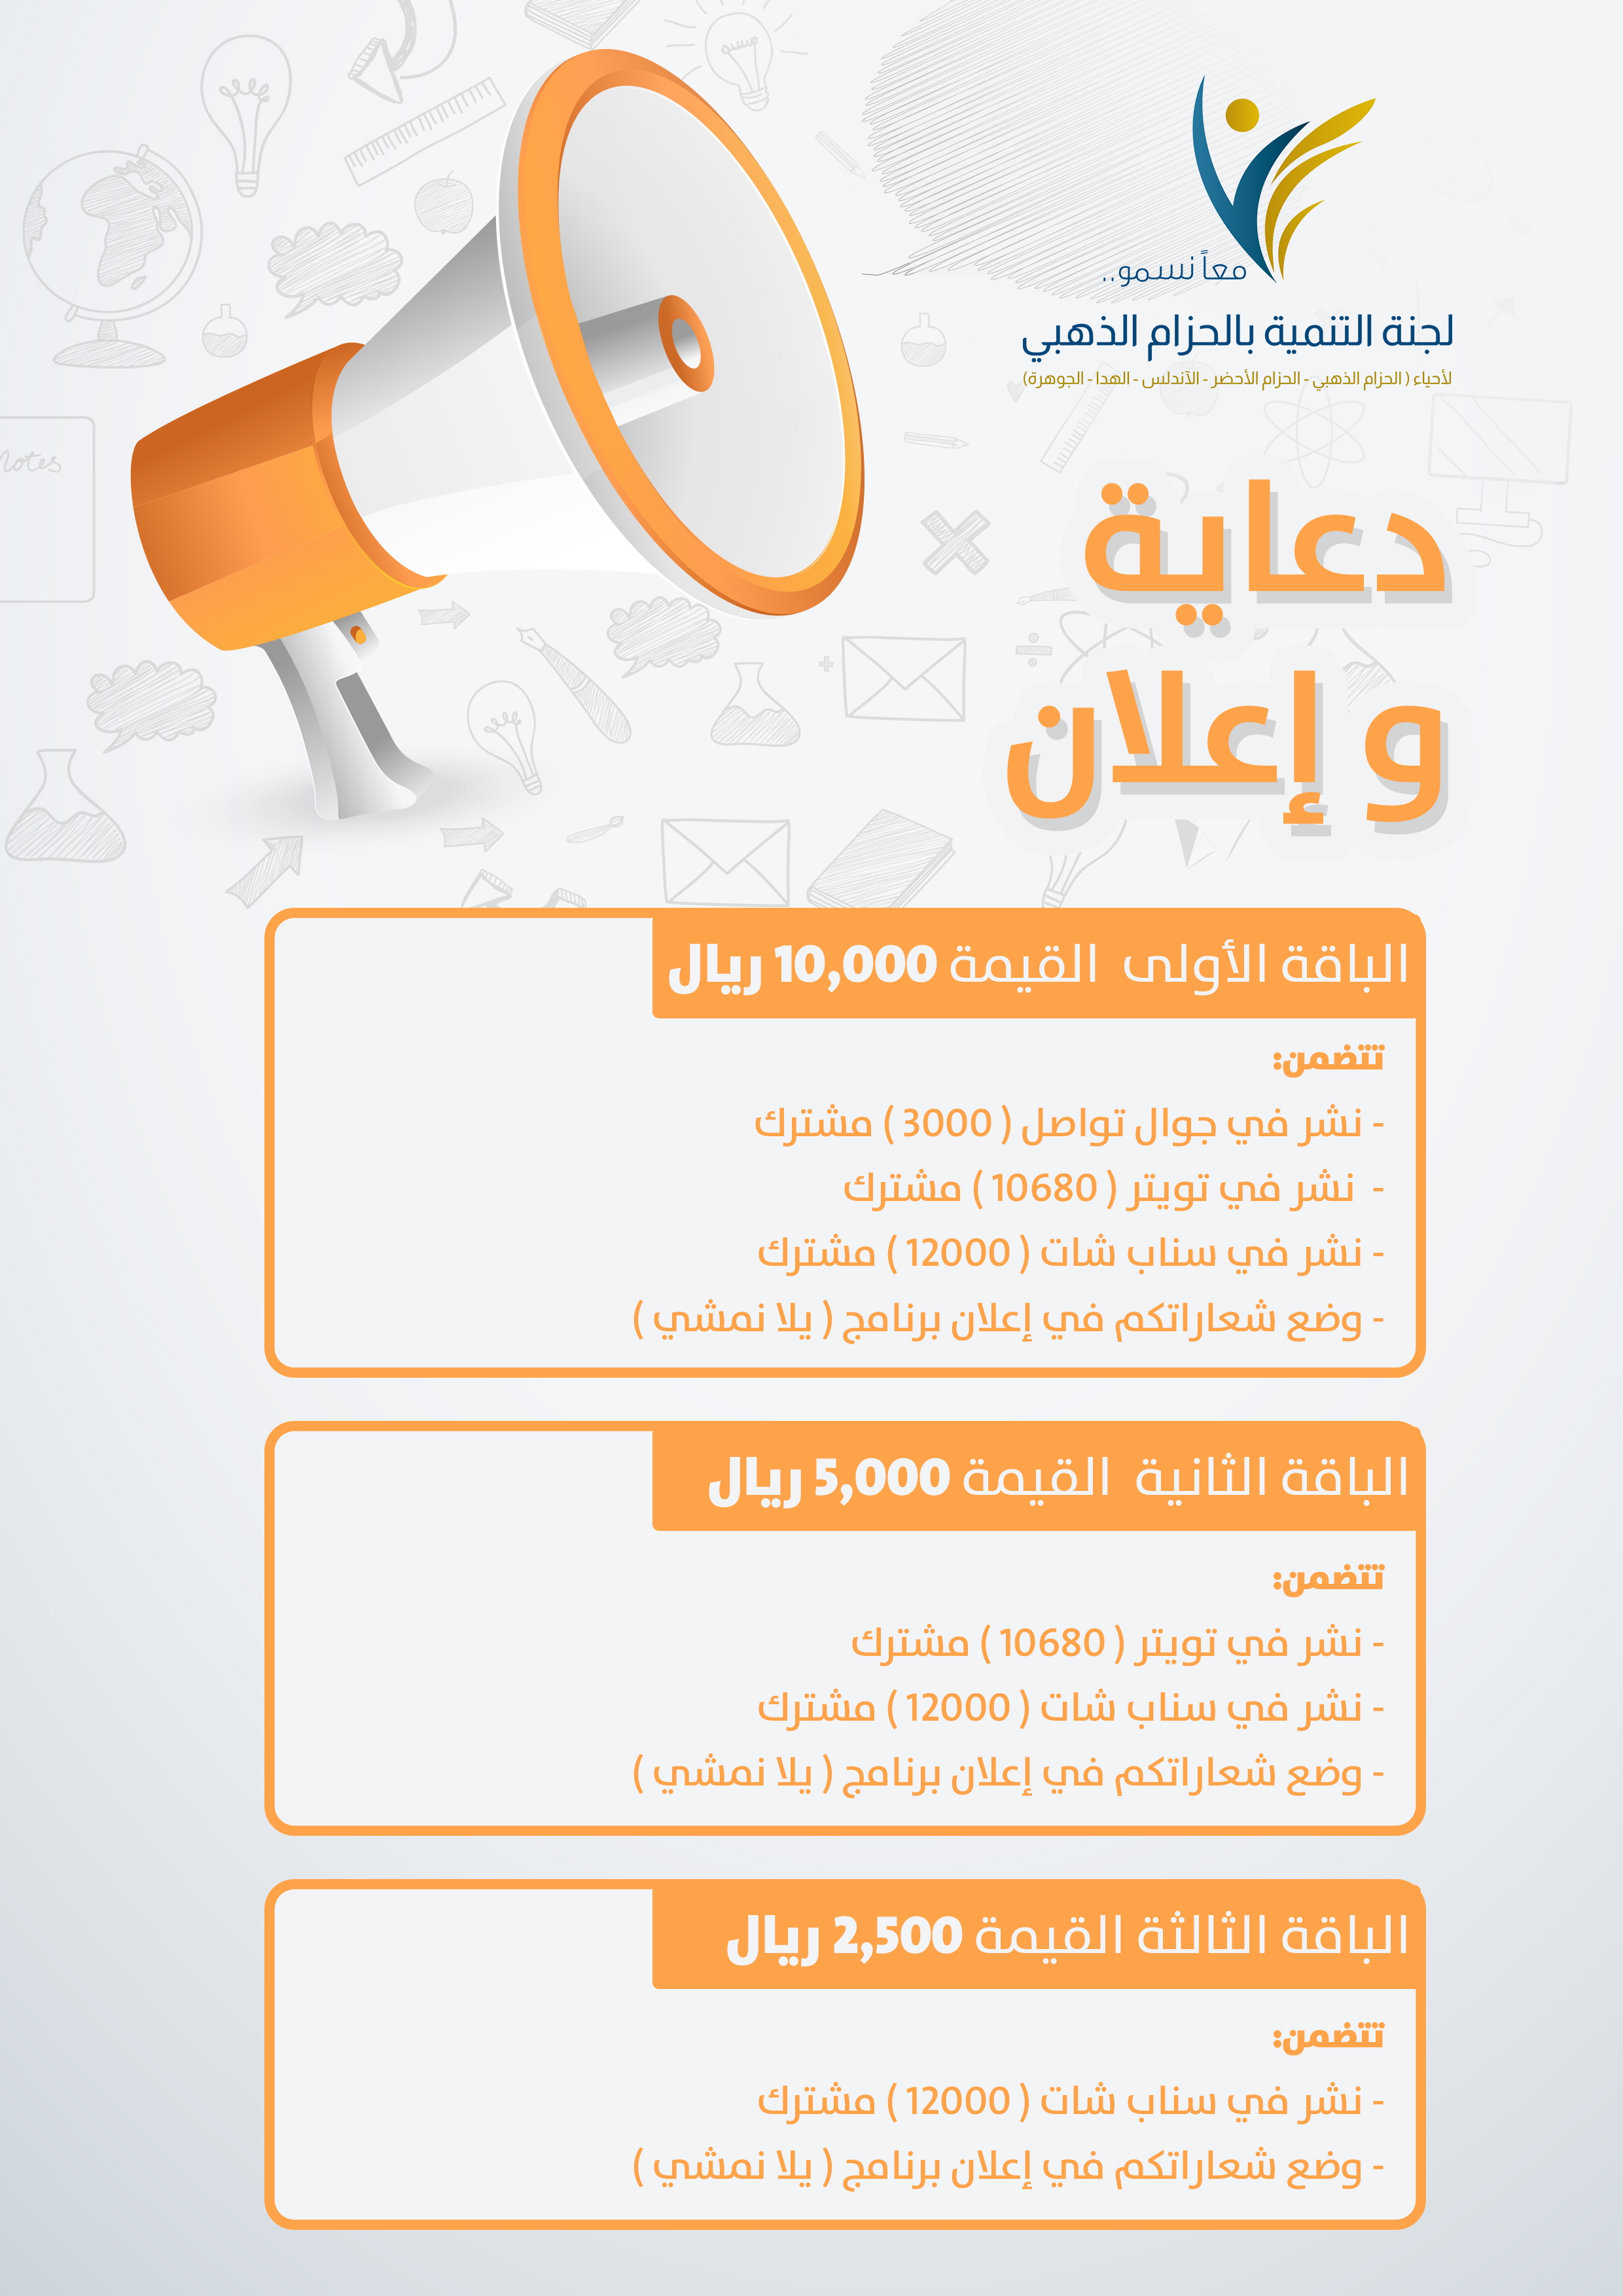 معاً نسمو..
لجنة التنمية بالحزام الذهبي
لأحياء ( الحزام الذهبي - الحزام الأخضر - الآندلس - الهدا - الجوهرة)
Notes
دعاية
و إعلان
الباقة الأولى القيمة 10,000 ريال
تتضمن:
- نشر في جوال تواصل ( 3000 ) مشترك
- نشر في تويتر ( 10680 ) مشترك
- نشر في سناب شات ( 12000 ) مشترك
- وضع شعاراتكم في إعلان برنامج ( يلا نمشي )
الباقة الثانية القيمة 5,000 ريال
تتضمن:
- نشر في تويتر ( 10680 ) مشترك
- نشر في سناب شات ( 12000 ) مشترك
- وضع شعاراتكم في إعلان برنامج ( يلا نمشي )
الباقة الثالثة القيمة 2,500 ريال
تتضمن:
- نشر في سناب شات ( 12000 ) مشترك
- وضع شعاراتكم في إعلان برنامج ( يلا نمشي )